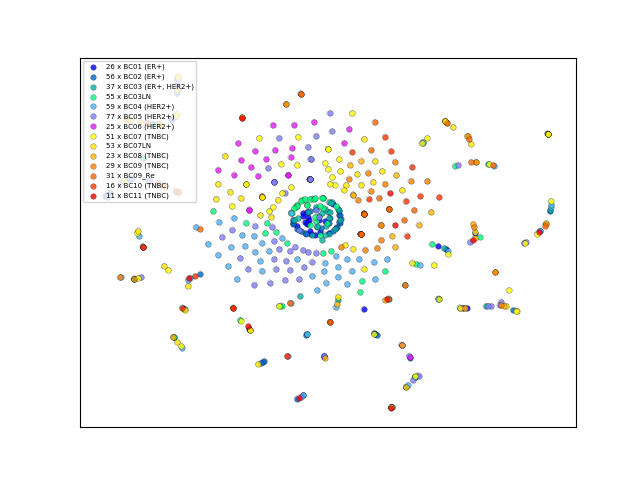 26 x BC01 (ER+)
56 x BC02 (ER+)
37 x BC03 (ER+, HER2+)
55 x BC03LN
59 x BC04 (HER2+)
77 x BC05 (HER2+)
25 x BC06 (HER2+)
51 x BC07 (TNBC)
53 x BC07LN
23 x BC08 (TNBC)
29 x BC09 (TNBC)
31 x BC09_Re
16 x BC10 (TNBC)
11 x BC11 (TNBC)